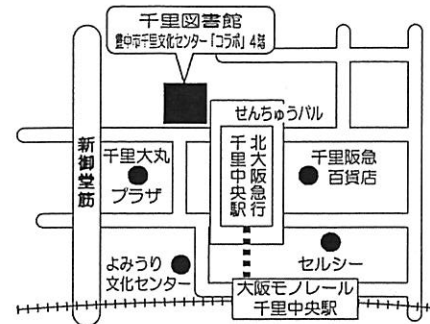 千里図書館
豊中市千里文化センター「コラボ」4階
せんちゅうパル
新御堂筋
千里大丸
プラザ
北大阪急行
千里中央駅
千里阪急
百貨店
よみうり
文化センター
セルシー
大阪モノレール
千里中央駅